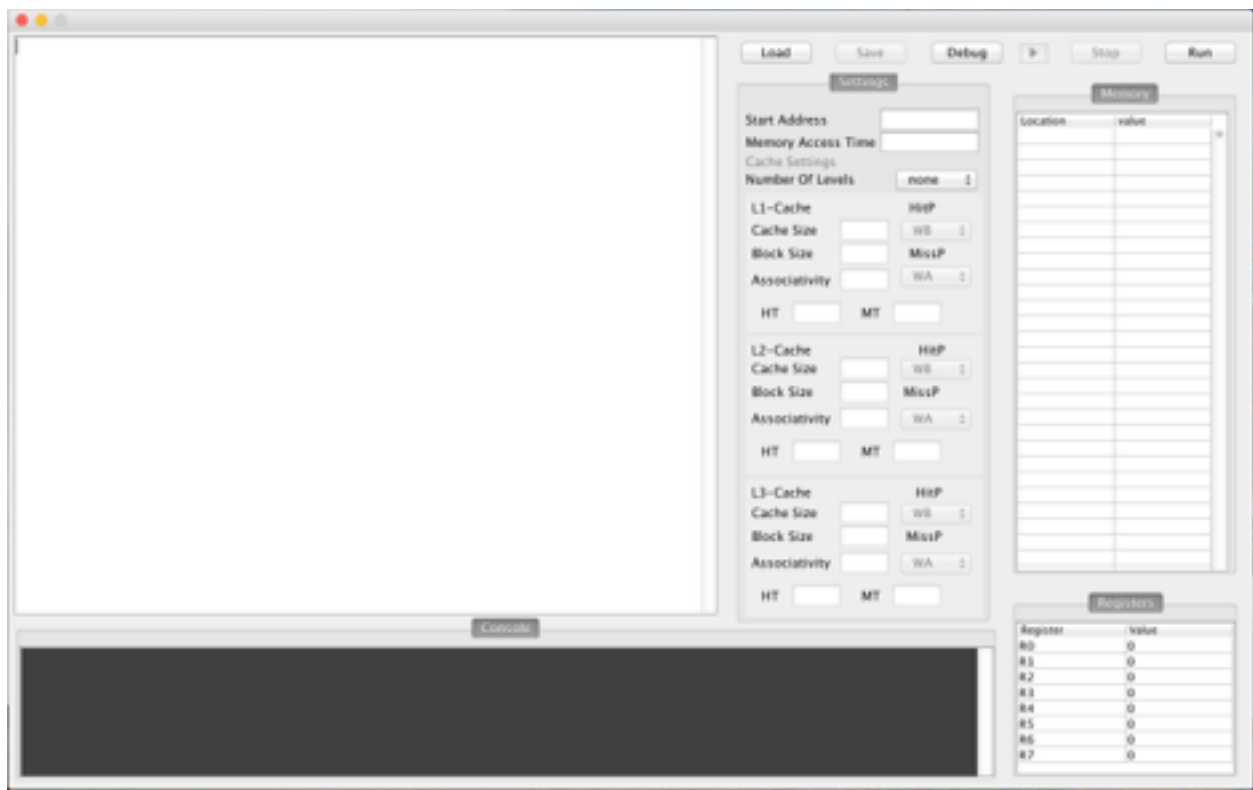 Load Save Debug Stop Run
Settings
Start Address
Memory Access Time
Cache Settings
Number Of Levels none
L1-Cache HitP
Cache Size WB
Block Size MissP
Associativity WA
HT MT
L2-Cache HitP
Cache Size WB
Block Size MissP
Associativity WA
HT MT
L3-Cache HitP
Cache Size WB
Block Size MissP
Associativity WA
HT MT
Memory
Location value
Console
Registers
Register Value
R0 0
R1 0
R2 0
R3 0
R4 0
R5 0
R6 0
R7 0